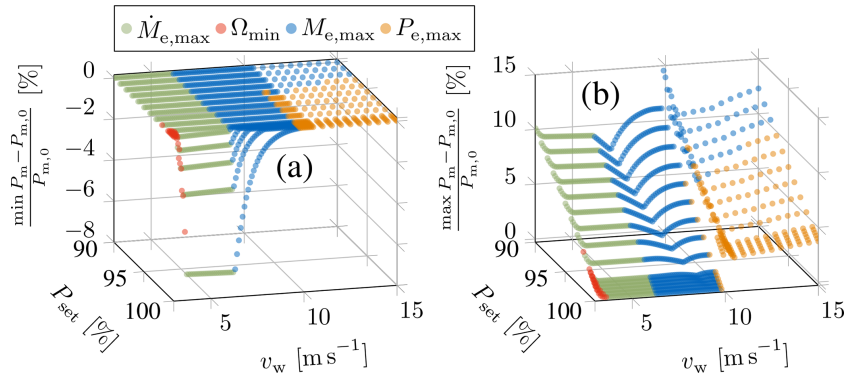 Ṁe,max Ωmin Me,max Pe,max
min Pm−Pm,0 / Pm,0 [%]
0
−2
−4
−6
−8
90
95
100
Pset [%]
5
10
15
vw [m s−1]
(a)
max Pm−Pm,0 / Pm,0 [%]
15
10
5
0
90
95
100
Pset [%]
5
10
15
vw [m s−1]
(b)